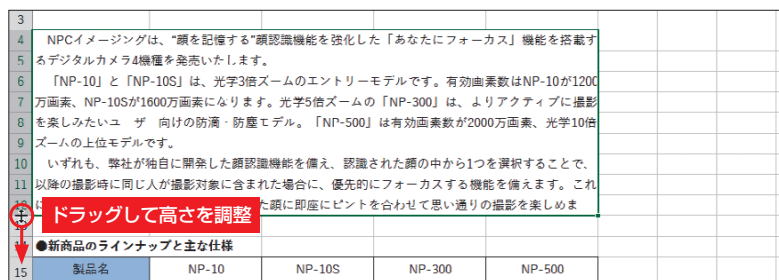 3
4 NPCイメージングは、“顔を記憶する”顔認識機能を強化した「あなたにフォーカス」機能を搭載す
5 るデジタルカメラ4機種を発売いたします。
6 「NP-10」と「NP-10S」は、光学3倍ズームのエントリーモデルです。有効画素数はNP-10が1200
7 万画素、NP-10Sが1600万画素になります。光学5倍ズームの「NP-300」は、よりアクティブに撮影
8 を楽しみたいユ ザ 向けの防滴・防塵モデル。「NP-500」は有効画素数が2000万画素、光学10倍
9 ズームの上位モデルです。
10 いずれも、弊社が独自に開発した顔認識機能を備え、認識された顔の中から1つを選択することで、
11 以降の撮影時に同じ人が撮影対象に含まれた場合に、優先的にフォーカスする機能を備えます。これ
に た顔に即座にピントを合わせて思い通りの撮影を楽しめま
ドラッグして高さを調整
●新商品のラインナップと主な仕様
15 製品名 NP-10 NP-10S NP-300 NP-500